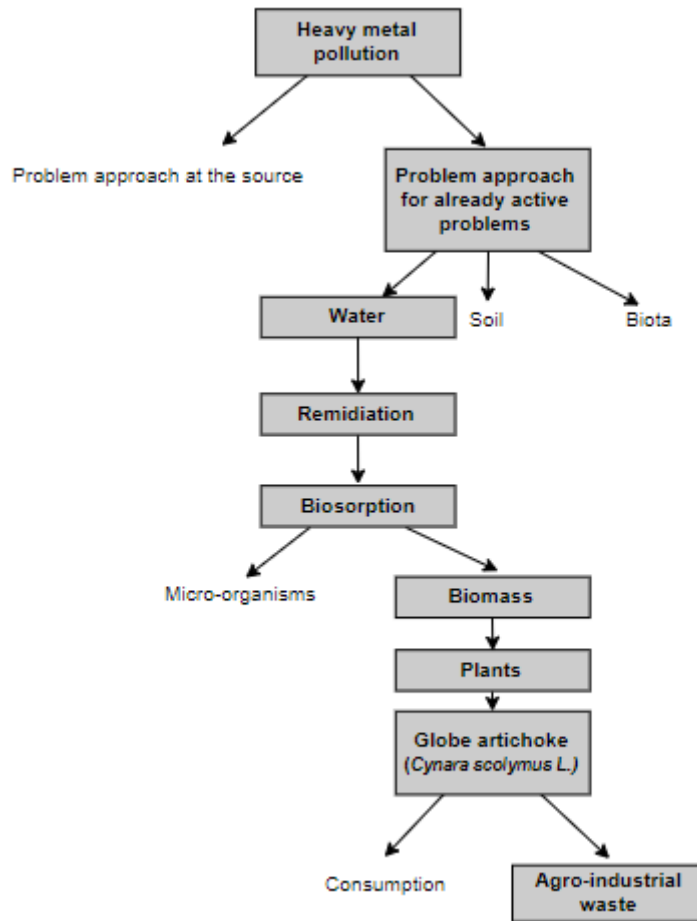 Heavy metal
pollution
Problem approach at the source
Problem approach
for already active
problems
Water
Soil
Biota
Remidiation
Biosorption
Micro-organisms
Biomass
Plants
Globe artichoke
(Cynara scolymus L.)
Consumption
Agro-industrial
waste